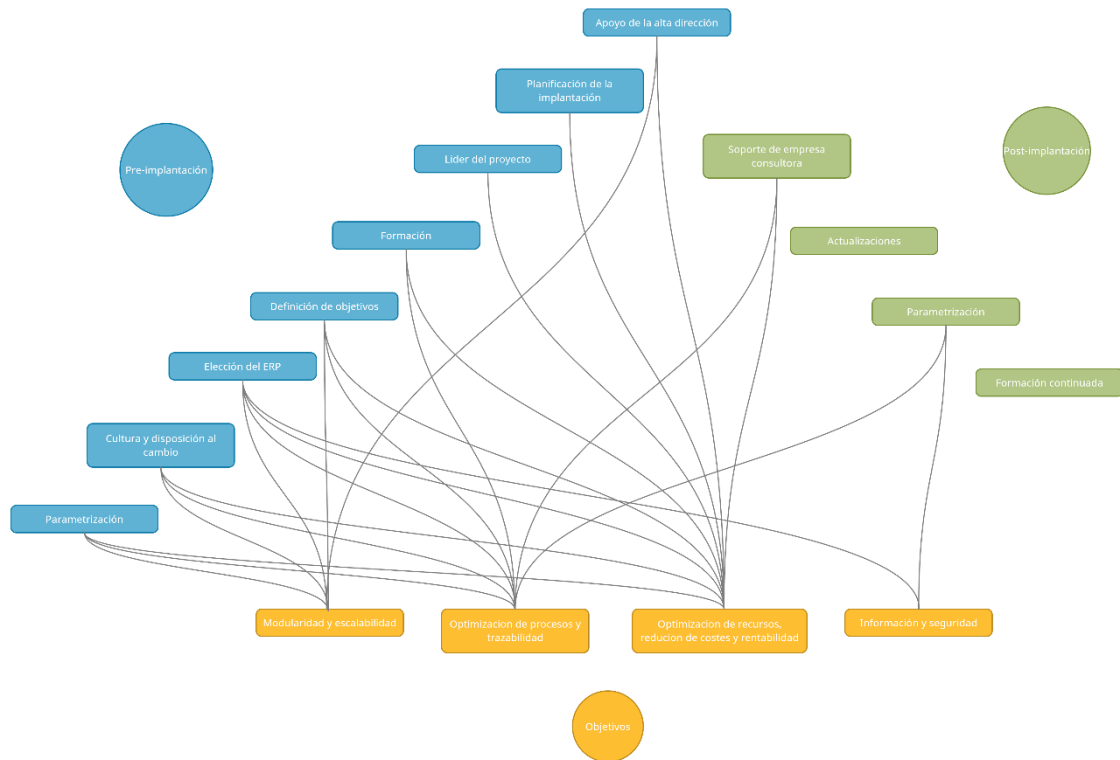 Apoyo de la alta dirección
Planificación de la
implantación
Pre-implantación
Post-implantación
Lider del proyecto
Soporte de empresa
consultora
Formación
Actualizaciones
Definición de objetivos
Parametrización
Elección del ERP
Formación continuada
Cultura y disposición al
cambio
Parametrización
Modularidad y escalabilidad
Optimizacion de procesos y
trazabilidad
Optimizacion de recursos,
reducion de costes y rentabilidad
Información y seguridad
Objetivos